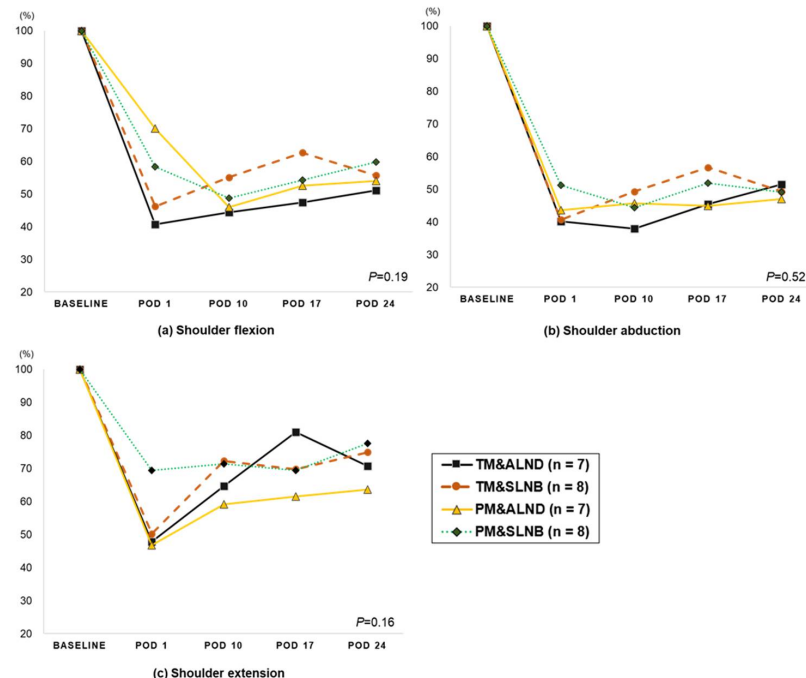 (%)
100
90
80
70
60
50
40
30
20
P=0.19
BASELINE POD 1 POD 10 POD 17 POD 24
(a) Shoulder flexion
(%)
100
90
80
70
60
50
40
30
20
P=0.52
BASELINE POD 1 POD 10 POD 17 POD 24
(b) Shoulder abduction
(%)
100
90
80
70
60
50
40
30
20
P=0.16
BASELINE POD 1 POD 10 POD 17 POD 24
(c) Shoulder extension
TM&ALND (n = 7)
TM&SLNB (n = 8)
PM&ALND (n = 7)
PM&SLNB (n = 8)